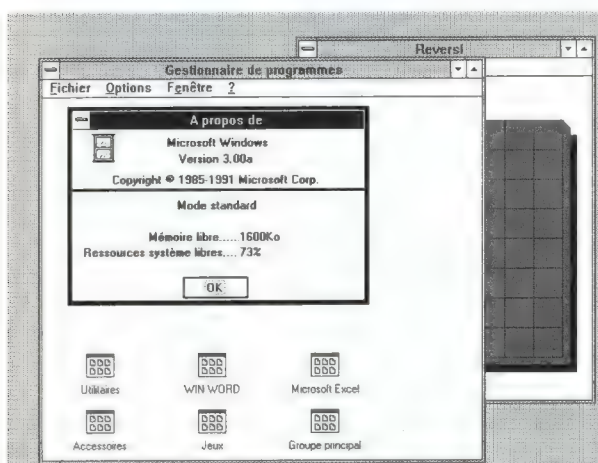 Reversi
Gestionnaire de programmes
Fichier Options Fenêtre ?
A propos de
Microsoft Windows
Version 3.00a
Copyright © 1985-1991 Microsoft Corp.
Mode standard
Mémoire libre..... 1600Ko
Ressources système libres.... 73%
OK
Utilitaires WIN WORD Microsoft Excel
Accessoires Jeux Groupe principal